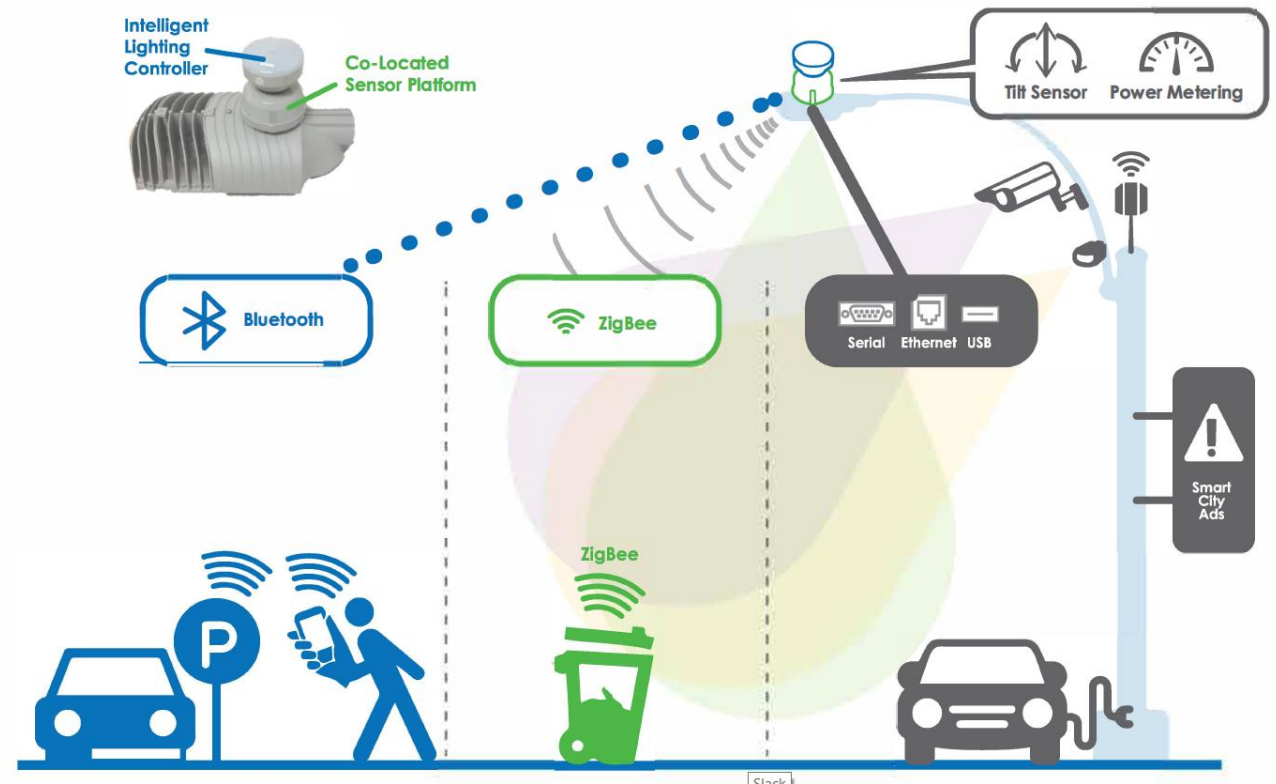 Intelligent
Lighting
Controller
Co-Located
Sensor Platform
Tilt Sensor
Power Metering
Bluetooth
ZigBee
Serial
Ethernet
USB
Smart
City
Ads
ZigBee
P
Slack